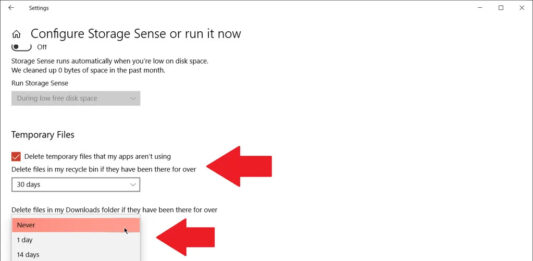 Settings
Configure Storage Sense or run it now
Off
Storage Sense runs automatically when you're low on disk space.
We cleaned up 0 bytes of space in the past month.
Run Storage Sense
During low free disk space
Temporary Files
Delete temporary files that my apps aren't using
Delete files in my recycle bin if they have been there for over
30 days
Delete files in my Downloads folder if they have been there for over
Never
1 day
14 days